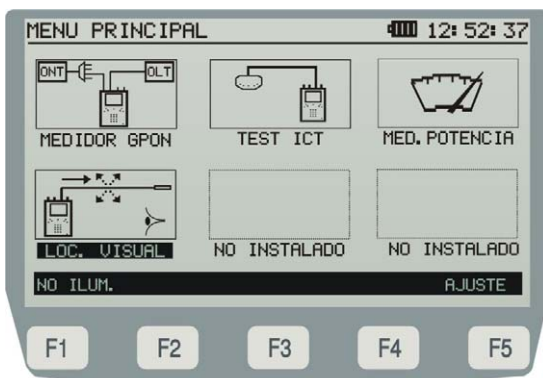 MENU PRINCIPAL 12:52:37
ONT OLT
MEDIDOR GPON TEST ICT MED.POTENCIA
LOC. VISUAL NO INSTALADO NO INSTALADO
NO ILUM. AJUSTE
F1 F2 F3 F4 F5